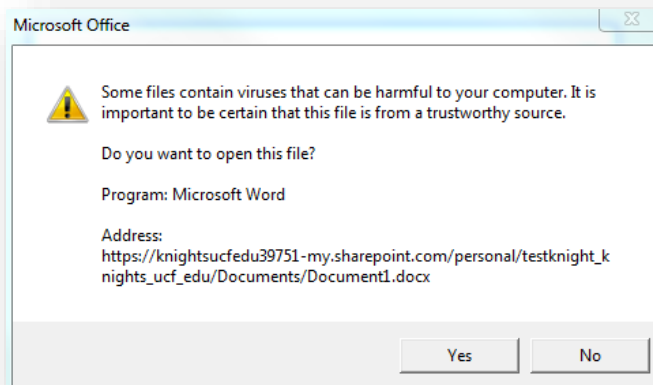 Microsoft Office
Some files contain viruses that can be harmful to your computer. It is
important to be certain that this file is from a trustworthy source.
Do you want to open this file?
Program: Microsoft Word
Address:
https://knightsucfedu39751-my.sharepoint.com/personal/testknight_k
nights_ucf_edu/Documents/Document1.docx
Yes No